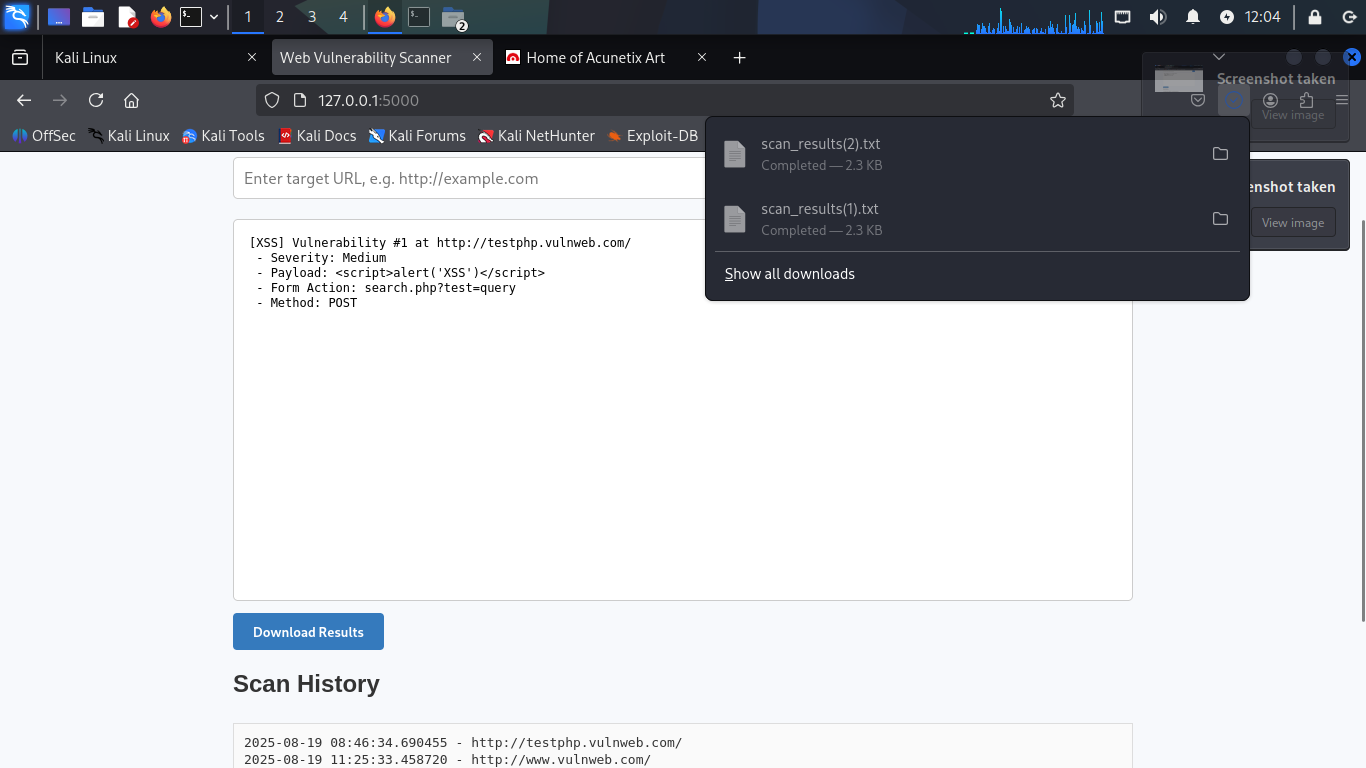 1 2 3 4 2 12:04
Kali Linux Web Vulnerability Scanner Home of Acunetix Art
Screenshot taken
127.0.0.1:5000
View image
OffSec Kali Linux Kali Tools Kali Docs Kali Forums Kali NetHunter Exploit-DB
scan_results(2).txt
Completed — 2.3 KB
enshot taken
View image
scan_results(1).txt
Completed — 2.3 KB
Show all downloads
Enter target URL, e.g. http://example.com
[XSS] Vulnerability #1 at http://testphp.vulnweb.com/
- Severity: Medium
- Payload: <script>alert('XSS')</script>
- Form Action: search.php?test=query
- Method: POST
Download Results
Scan History
2025-08-19 08:46:34.690455 - http://testphp.vulnweb.com/
2025-08-19 11:25:33.458720 - http://www.vulnweb.com/